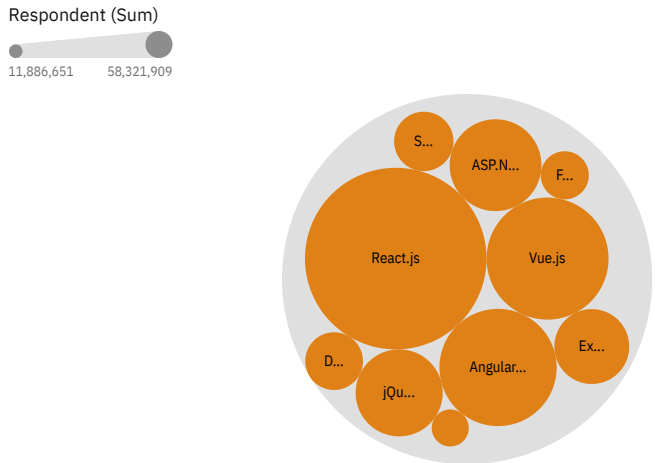 Respondent (Sum)
11,886,651 58,321,909
S...
ASP.N...
F...
React.js
Vue.js
Ex...
D...
Angular...
jQu...